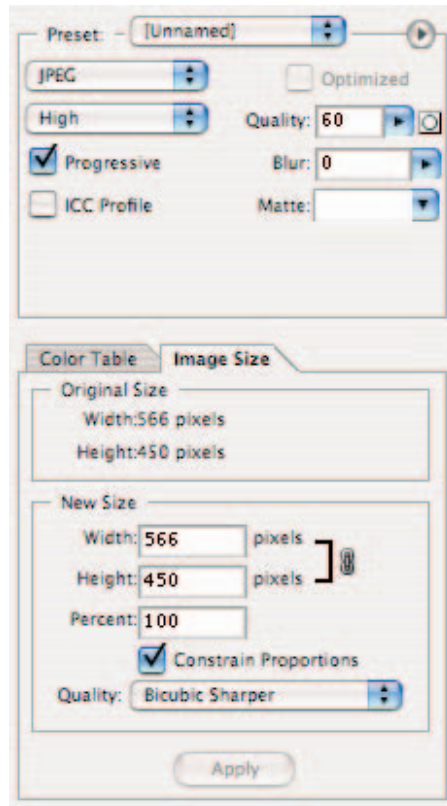 Preset: [Unnamed]
JPEG Optimized
High Quality: 60
Progressive Blur: 0
ICC Profile Matte:
Color Table Image Size
Original Size
Width:566 pixels
Height:450 pixels
New Size
Width: 566 pixels
Height: 450 pixels
Percent: 100
Constrain Proportions
Quality: Bicubic Sharper
Apply